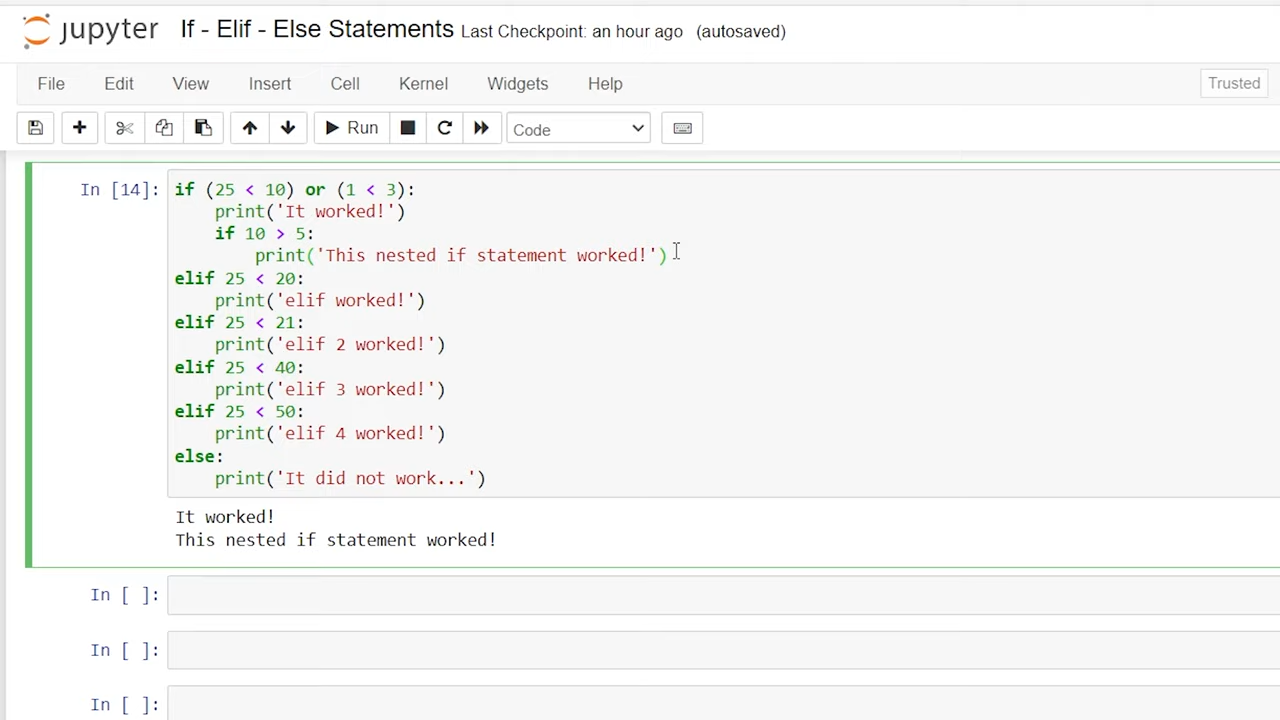 jupyter If - Elif - Else Statements Last Checkpoint: an hour ago (autosaved)
File Edit View Insert Cell Kernel Widgets Help Trusted
Run Code
In [14]: if (25 < 10) or (1 < 3):
    print('It worked!')
    if 10 > 5:
        print('This nested if statement worked!')
elif 25 < 20:
    print('elif worked!')
elif 25 < 21:
    print('elif 2 worked!')
elif 25 < 40:
    print('elif 3 worked!')
elif 25 < 50:
    print('elif 4 worked!')
else:
    print('It did not work...')
It worked!
This nested if statement worked!
In [ ]:
In [ ]:
In [ ]: